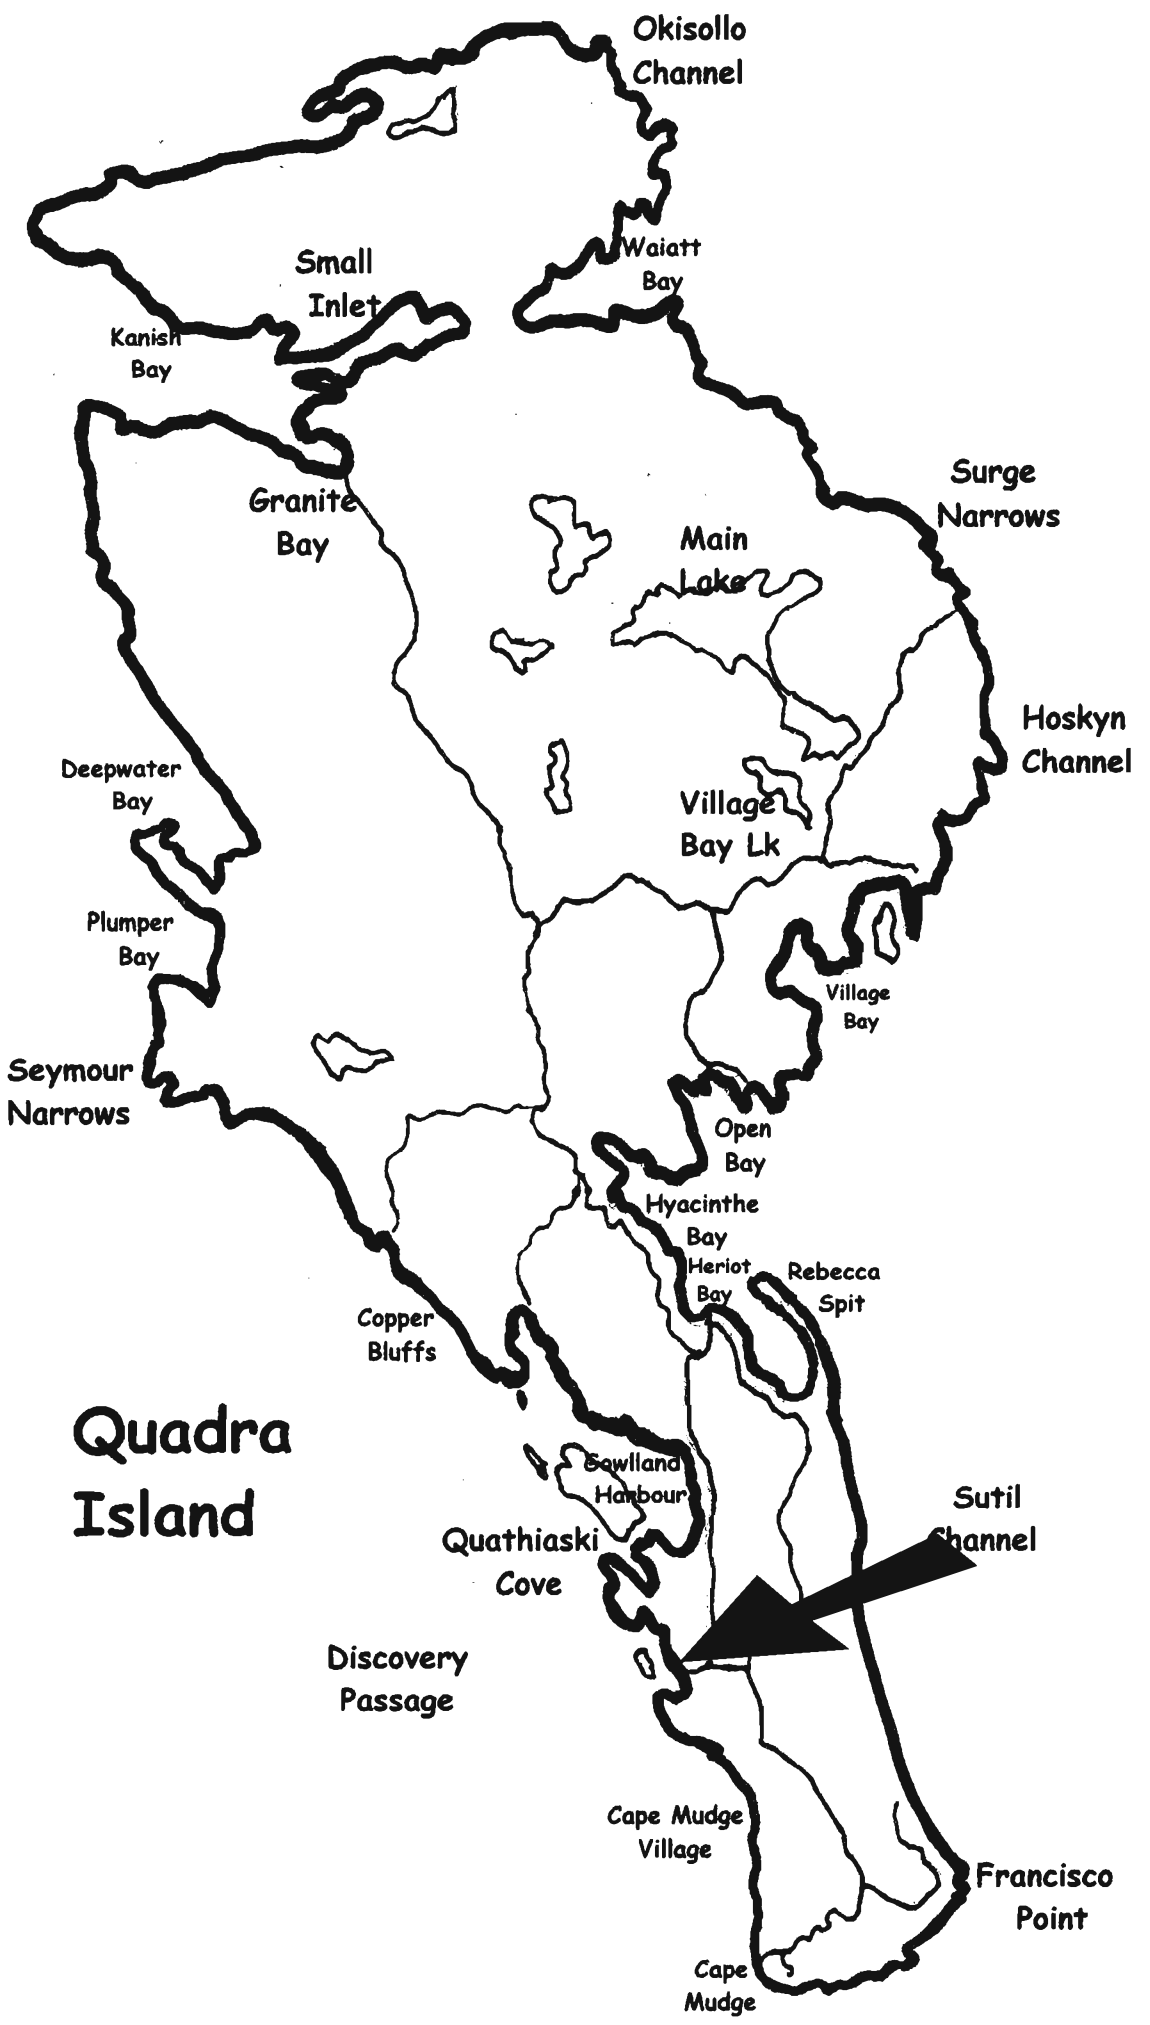 Okisollo
Channel
Waiatt
Bay
Small
Inlet
Kanish
Bay
Surge
Narrows
Granite
Bay
Main
Lake
Hoskyn
Channel
Deepwater
Bay
Village
Bay Lk
Plumper
Bay
Village
Bay
Seymour
Narrows
Open
Bay
Hyacinthe
Bay
Heriot
Bay
Rebecca
Spit
Copper
Bluffs
Quadra
Island
Gowlland
Harbour
Sutil
Channel
Quathiaski
Cove
Discovery
Passage
Cape Mudge
Village
Francisco
Point
Cape
Mudge